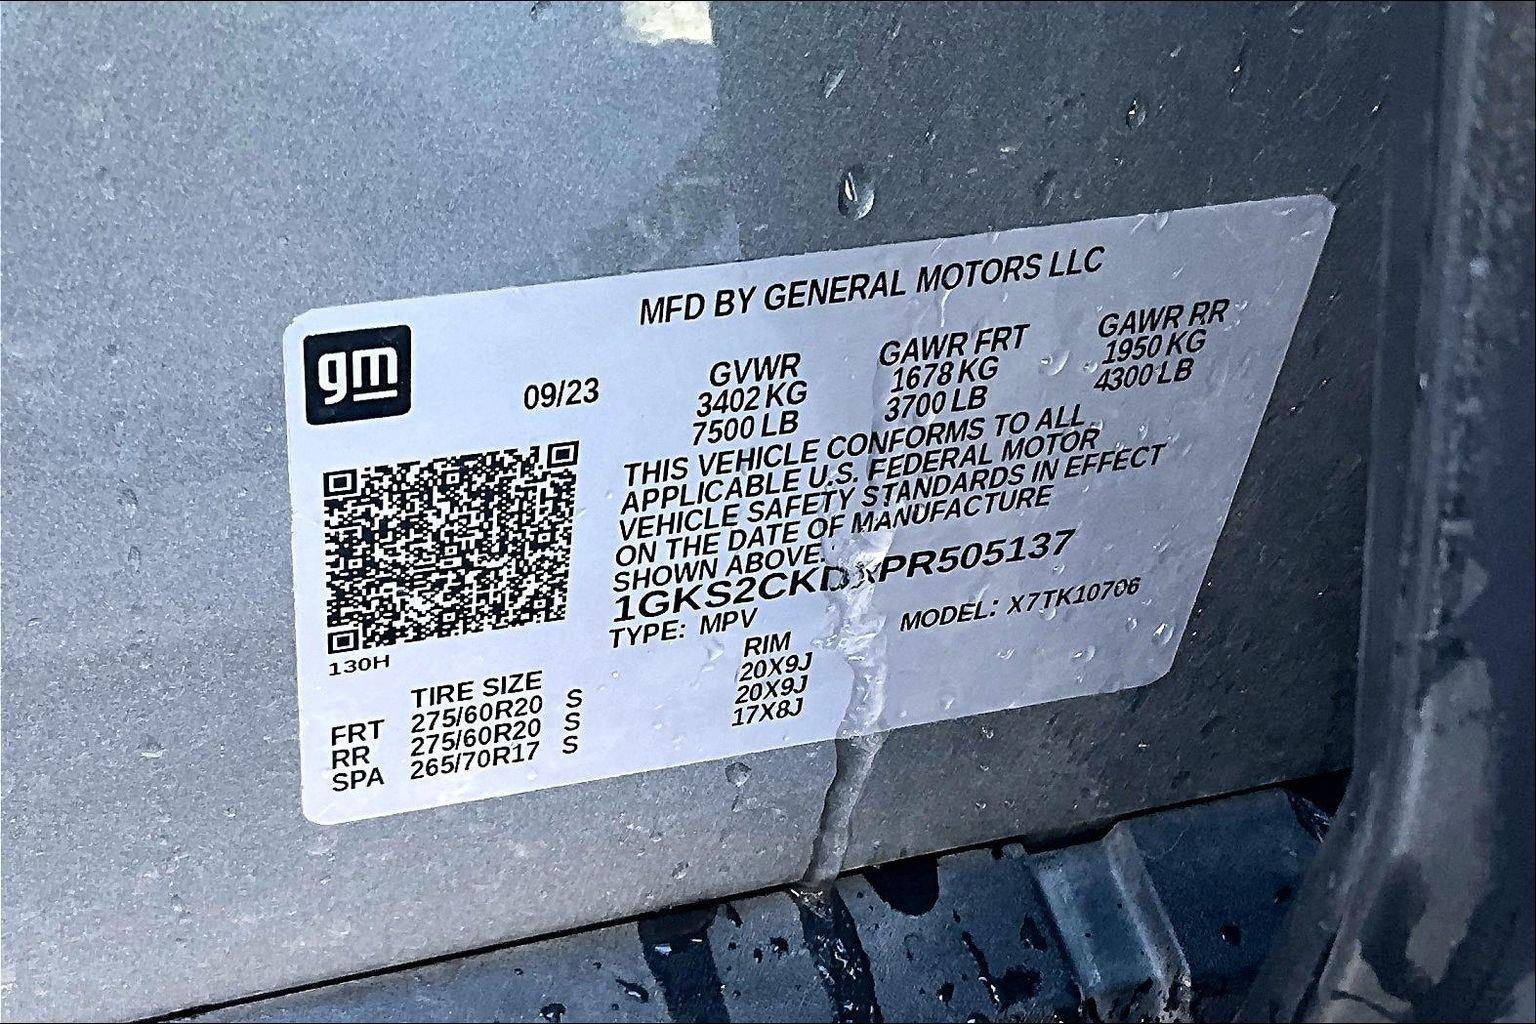 MFD BY GENERAL MOTORS LLC
gm
09/23
GVWR GAWR FRT GAWR RR
3402 KG 1678 KG 1950 KG
7500 LB 3700 LB 4300 LB
THIS VEHICLE CONFORMS TO ALL
APPLICABLE U.S. FEDERAL MOTOR
VEHICLE SAFETY STANDARDS IN EFFECT
ON THE DATE OF MANUFACTURE
SHOWN ABOVE.
1GKS2CKDXPR505137
TYPE: MPV MODEL: X7TK10706
130H
TIRE SIZE RIM
FRT 275/60R20 S 20X9J
RR 275/60R20 S 20X9J
SPA 265/70R17 S 17X8J